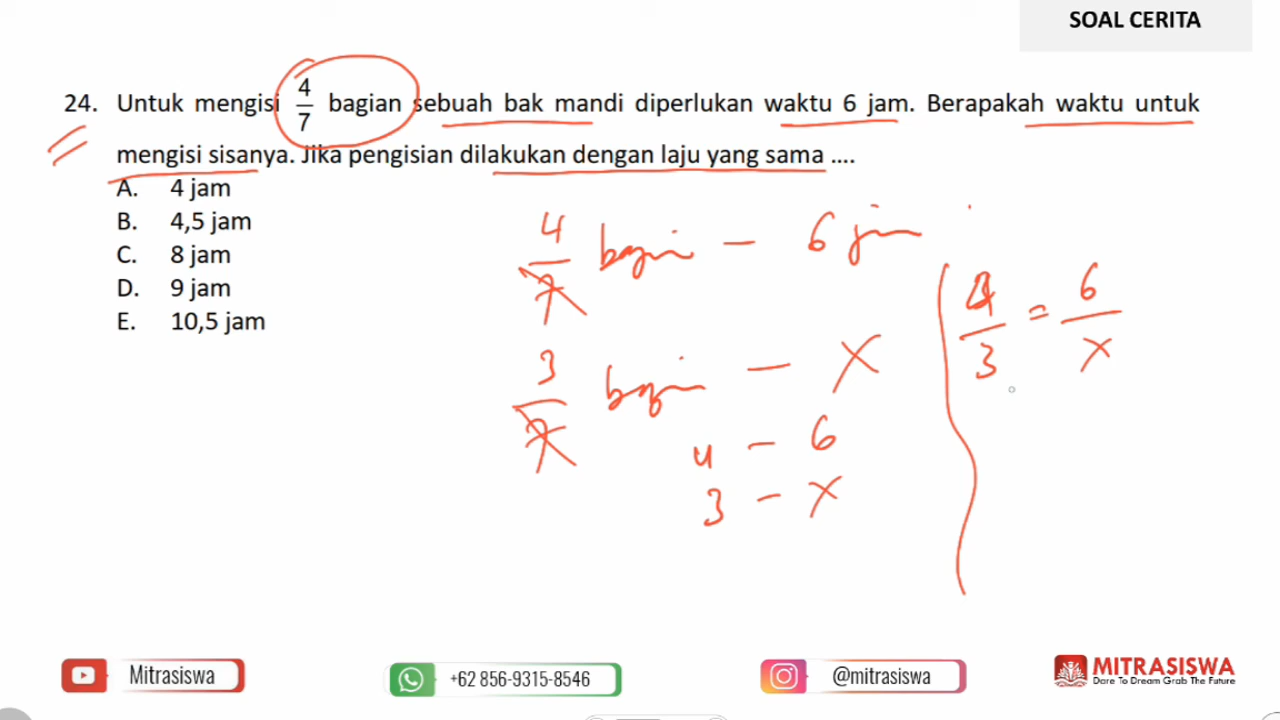 SOAL CERITA
24. Untuk mengisi 4/7 bagian sebuah bak mandi diperlukan waktu 6 jam. Berapakah waktu untuk
mengisi sisanya. Jika pengisian dilakukan dengan laju yang sama ....
A. 4 jam
B. 4,5 jam
C. 8 jam
D. 9 jam
E. 10,5 jam
4/7 bagian – 6 jam
3/7 bagian – x
4 – 6
3 – x
4/3 = 6/x
Mitrasiswa
+62 856-9315-8546
@mitrasiswa
MITRASISWA
Dare To Dream Grab The Future